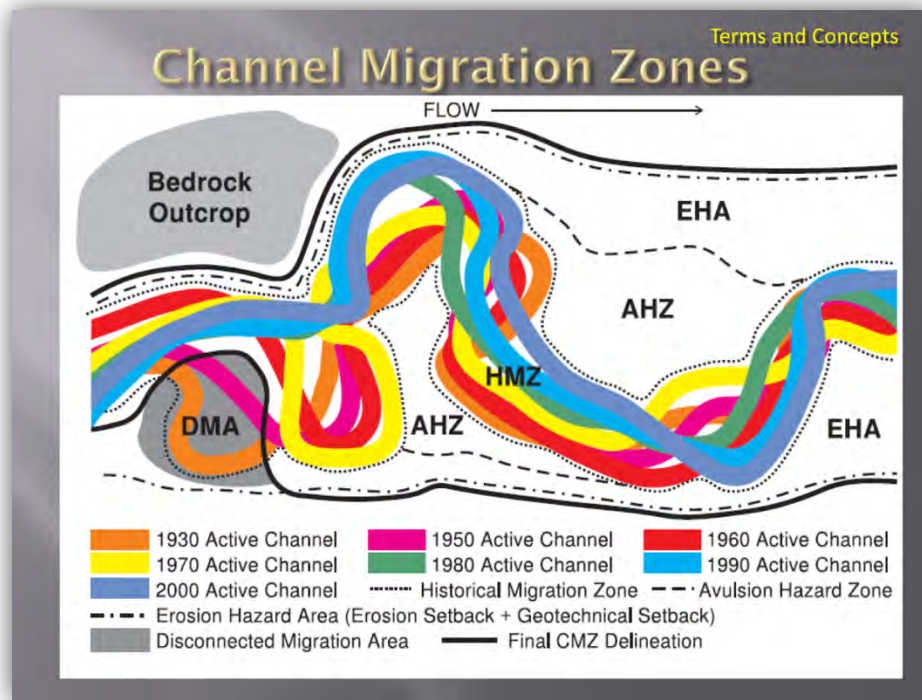 Terms and Concepts
Channel Migration Zones
FLOW
Bedrock
Outcrop
EHA
AHZ
HMZ
DMA
AHZ
EHA
1930 Active Channel 1950 Active Channel 1960 Active Channel
1970 Active Channel 1980 Active Channel 1990 Active Channel
2000 Active Channel Historical Migration Zone Avulsion Hazard Zone
Erosion Hazard Area (Erosion Setback + Geotechnical Setback)
Disconnected Migration Area Final CMZ Delineation